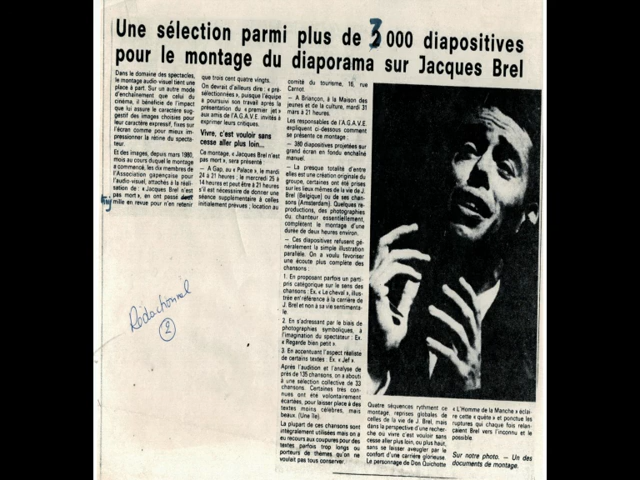 Une sélection parmi plus de 3 000 diapositives
pour le montage du diaporama sur Jacques Brel
Dans le domaine des spectacles,
le montage audio-visuel tient une
place à part. Sur un autre mode
d'enchaînement que celui du
cinéma, il bénéficie de l'impact
que lui assure le caractère sug-
gestif des images choisies pour
leur caractère expressif, fixes sur
l'écran comme pour mieux im-
pressionner la rétine du specta-
teur.
Et des images, depuis mars 1980,
mois au cours duquel le montage
a commencé, les dix membres de
l'Association gapençaise pour
l'audio-visuel, attachés à la réali-
sation de : « Jacques Brel n'est
pas mort », en ont passé
mille en revue pour n'en retenir
que trois cent quatre vingts.
On devrait d'ailleurs dire : « pré-
sélectionnées », puisque l'équipe
a poursuivi son travail après la
présentation du « premier jet »
aux amis de l'A.G.A.V.E. invités à
exprimer leurs critiques.
Vivre, c'est vouloir sans
cesse aller plus loin...
Ce montage, « Jacques Brel n'est
pas mort », sera présenté :
— A Gap, au « Palace », le mardi
24 à 21 heures ; le mercredi 25 à
14 heures et peut être à 21 heures
s'il est nécessaire de donner une
séance supplémentaire à celles
initialement prévues ; location au
comité du tourisme, 16, rue
Carnot.
— A Briançon, à la Maison des
jeunes et de la culture, mardi 31
mars à 21 heures.
Les responsables de l'A.G.A.V.E.
expliquent ci-dessous comment
se présente ce montage :
— 380 diapositives projetées sur
grand écran en fondu enchaîné
manuel.
— La presque totalité d'entre
elles est une création originale du
groupe, certaines ont été prises
sur les lieux mêmes de la vie de J.
Brel (Belgique) ou de ses chan-
sons (Amsterdam). Quelques re-
productions, des photographies
du chanteur essentiellement,
complètent le montage d'une
durée de deux heures environ.
— Ces diapositives refusent gé-
néralement la simple illustration
parallèle. On a voulu favoriser
une écoute plus complète des
chansons :
1. En proposant parfois un parti-
pris catégorique sur le sens des
chansons : Ex. « Le cheval », illus-
trée en référence à la carrière de
J. Brel et non à sa vie sentimenta-
le.
2. En s'adressant par le biais de
photographies symboliques, à
l'imagination du spectateur : Ex.
« Regarde bien petit ».
3. En accentuant l'aspect réaliste
de certains textes : Ex. « Jef ».
Après l'audition et l'analyse de
près de 135 chansons, on a abouti
à une sélection collective de 33
chansons. Certaines très con-
nues ont été volontairement
écartées, pour laisser place à des
textes moins célèbres, mais
beaux (Une île).
La plupart de ces chansons sont
intégralement utilisées mais on a
eu recours aux coupures pour des
textes parfois trop longs ou
porteurs de thèmes qu'on ne
voulait pas tous conserver.
Quatre séquences rythment ce
montage, reprises globales de
celles de la vie de J. Brel, mais
dans la perspective d'une recher-
che où vivre c'est vouloir sans
cesse aller plus loin, ou plus haut,
sans se laisser aveugler par le
confort d'une carrière glorieuse.
Le personnage de Don Quichotte
« L'Homme de la Manche » éclai-
re cette « quête » et ponctue les
ruptures qui chaque fois relan-
çaient Brel vers l'inconnu et le
possible.
Sur notre photo. — Un des
documents de montage.
Rédactionnel
2